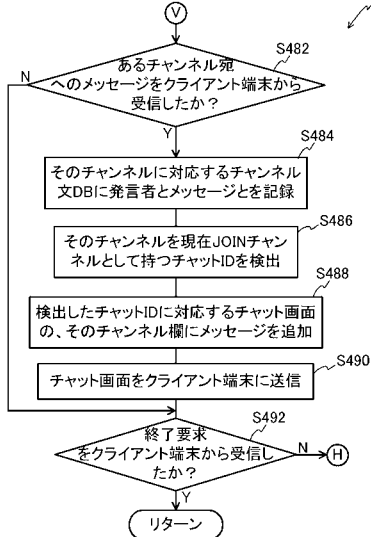 V
S482
あるチャンネル宛
へのメッセージをクライアント端末から
受信したか？
N
Y
S484
そのチャンネルに対応するチャンネル
文DBに発言者とメッセージとを記録
S486
そのチャンネルを現在JOINチャン
ネルとして持つチャットIDを検出
S488
検出したチャットIDに対応するチャット画面
の、そのチャンネル欄にメッセージを追加
S490
チャット画面をクライアント端末に送信
S492
終了要求
をクライアント端末から受信し
たか？
N
H
Y
リターン